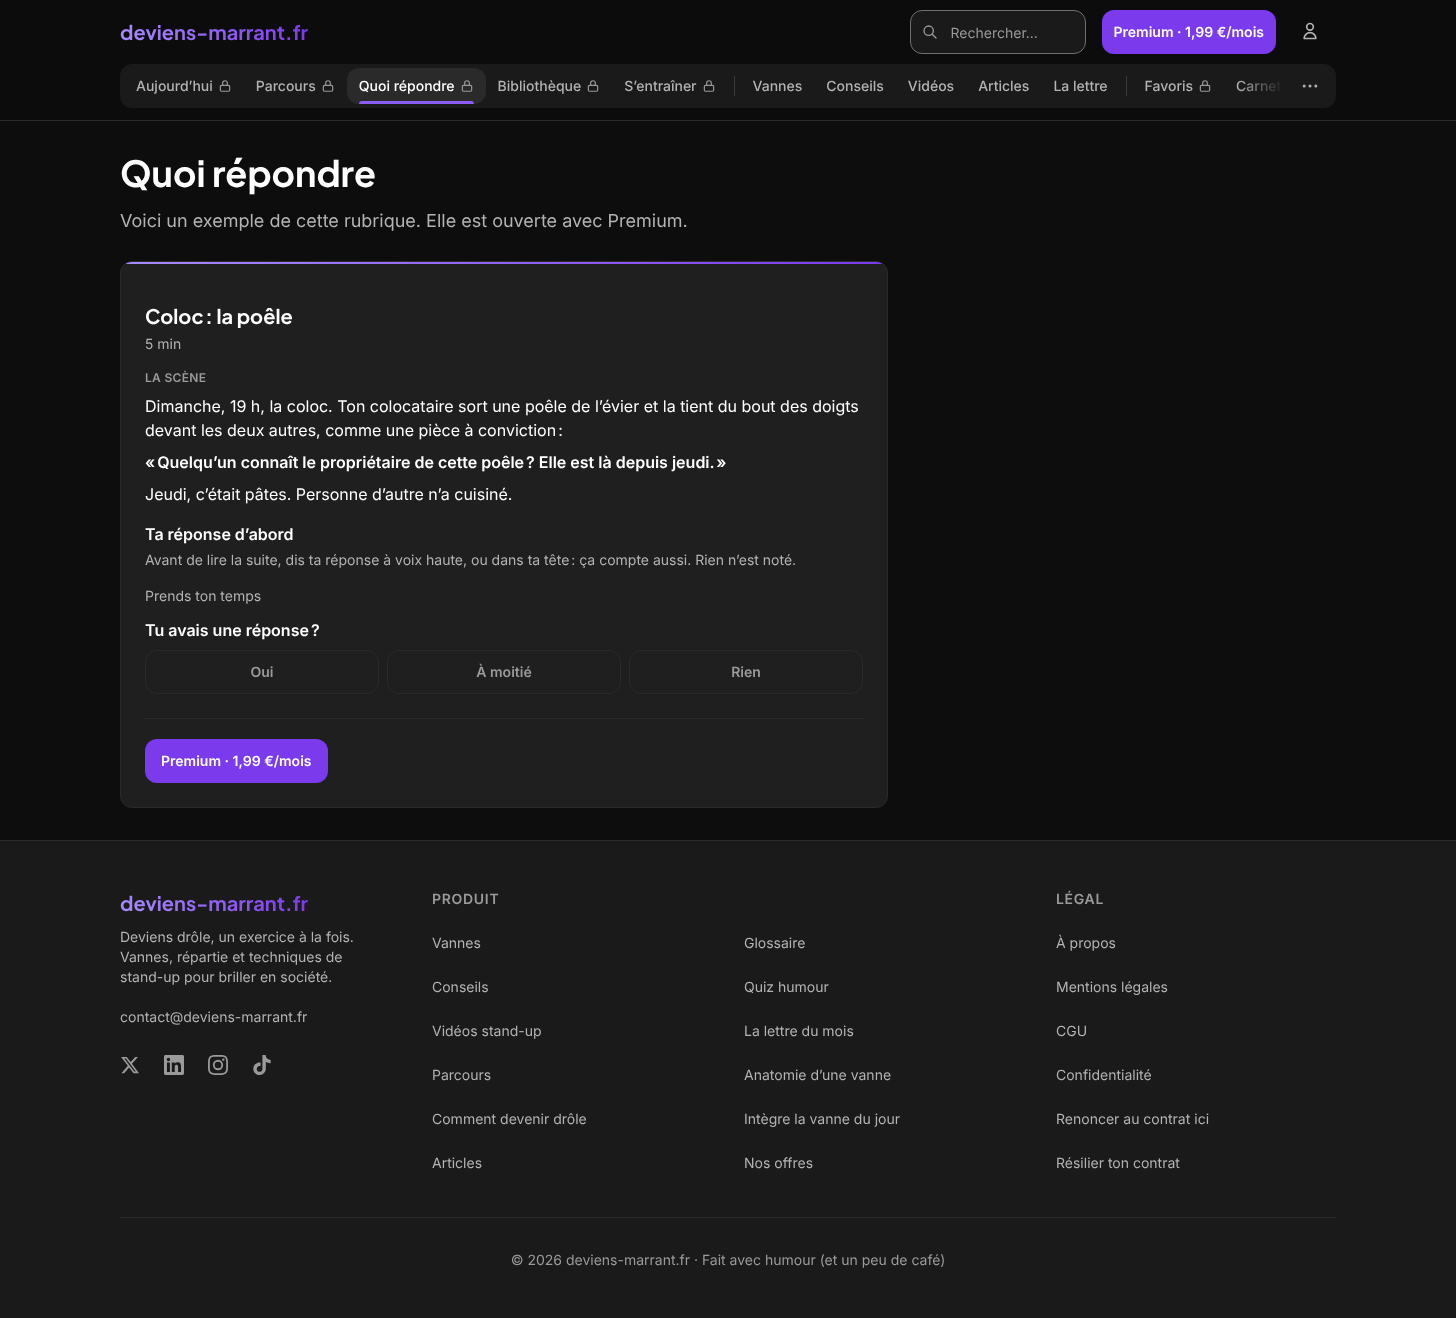 deviens-marrant.fr
Rechercher...
Premium · 1,99 €/mois
Aujourd’hui
Parcours
Quoi répondre
Bibliothèque
S’entraîner
Vannes
Conseils
Vidéos
Articles
La lettre
Favoris
Carnet
Quoi répondre
Voici un exemple de cette rubrique. Elle est ouverte avec Premium.
Coloc : la poêle
5 min
LA SCÈNE
Dimanche, 19 h, la coloc. Ton colocataire sort une poêle de l’évier et la tient du bout des doigts
devant les deux autres, comme une pièce à conviction :
« Quelqu’un connaît le propriétaire de cette poêle ? Elle est là depuis jeudi. »
Jeudi, c’était pâtes. Personne d’autre n’a cuisiné.
Ta réponse d’abord
Avant de lire la suite, dis ta réponse à voix haute, ou dans ta tête : ça compte aussi. Rien n’est noté.
Prends ton temps
Tu avais une réponse ?
Oui
À moitié
Rien
Premium · 1,99 €/mois
deviens-marrant.fr
Deviens drôle, un exercice à la fois.
Vannes, répartie et techniques de
stand-up pour briller en société.
contact@deviens-marrant.fr
PRODUIT
Vannes
Conseils
Vidéos stand-up
Parcours
Comment devenir drôle
Articles
Glossaire
Quiz humour
La lettre du mois
Anatomie d’une vanne
Intègre la vanne du jour
Nos offres
LÉGAL
À propos
Mentions légales
CGU
Confidentialité
Renoncer au contrat ici
Résilier ton contrat
© 2026 deviens-marrant.fr · Fait avec humour (et un peu de café)